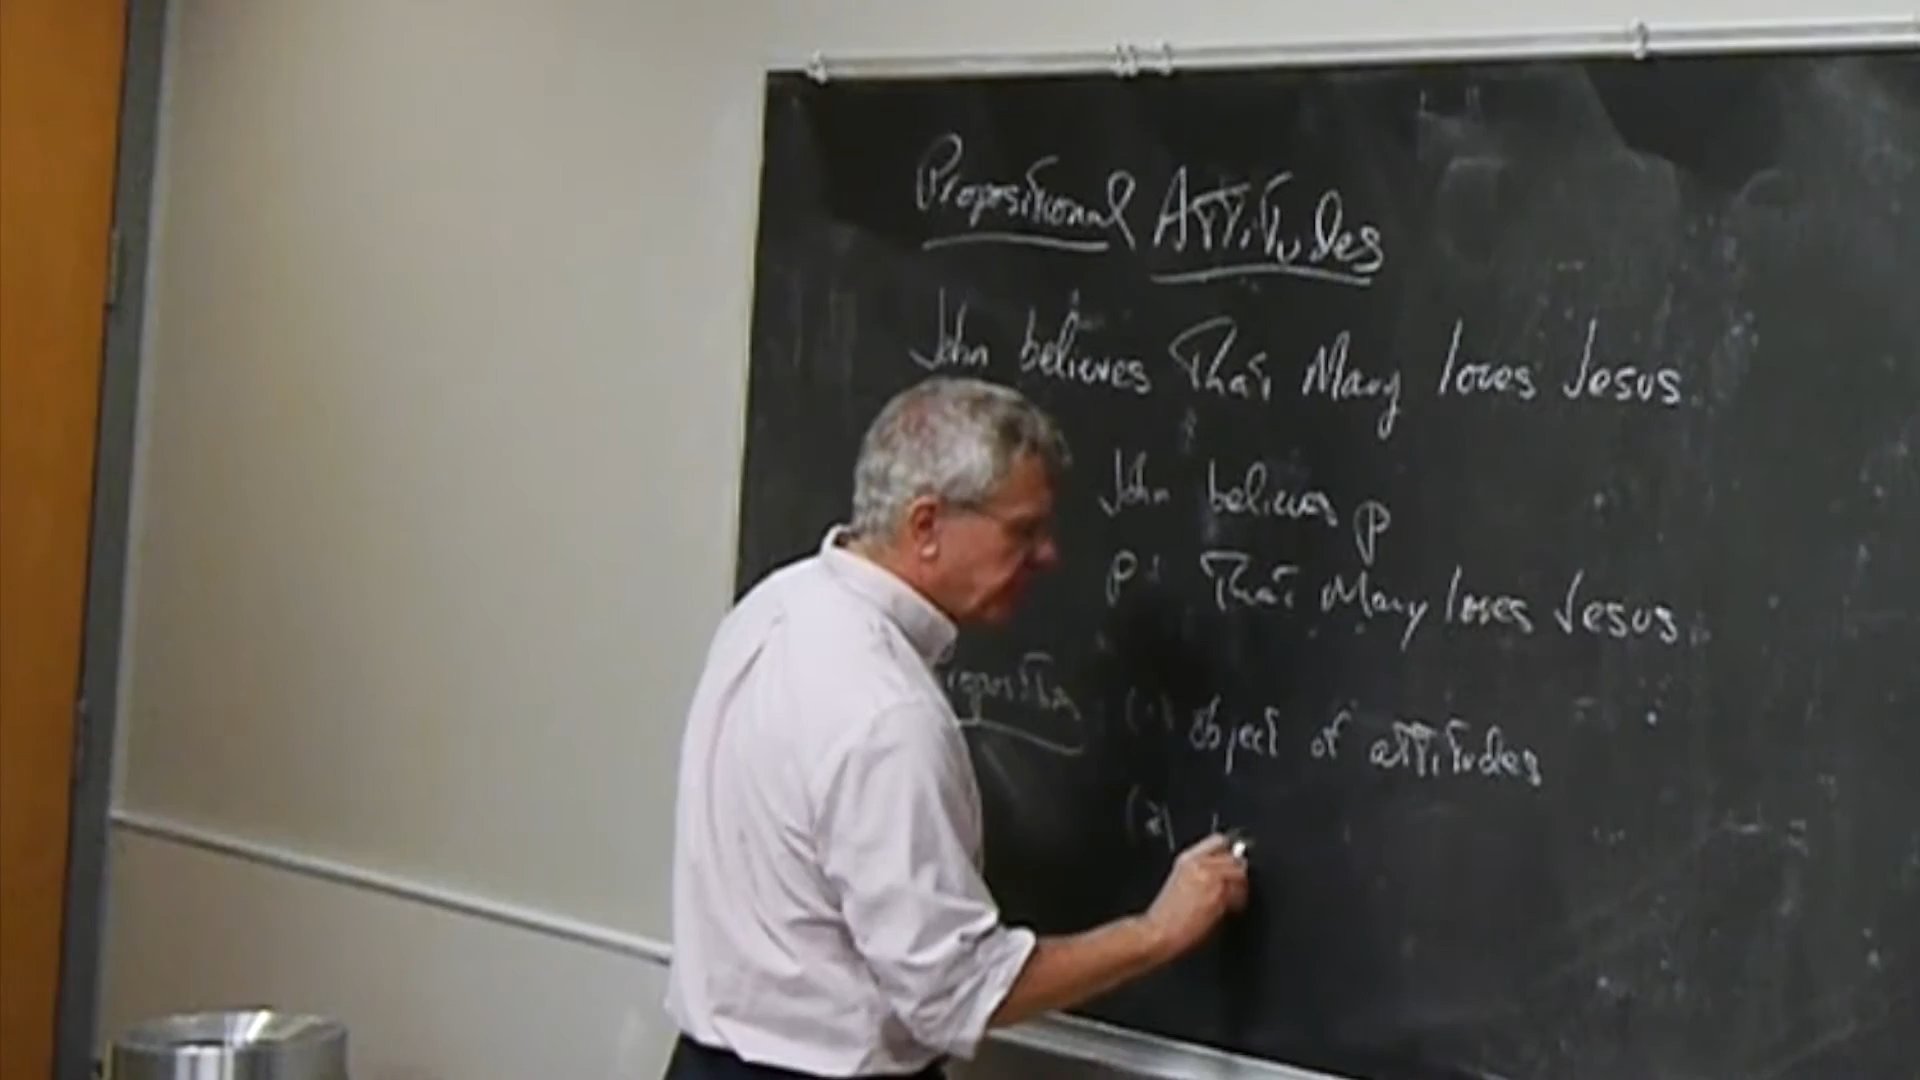 Propositional Attitudes
John believes that Mary loves Jesus.
John believes p
p: that Mary loves Jesus.
(1) object of attitudes
(2)